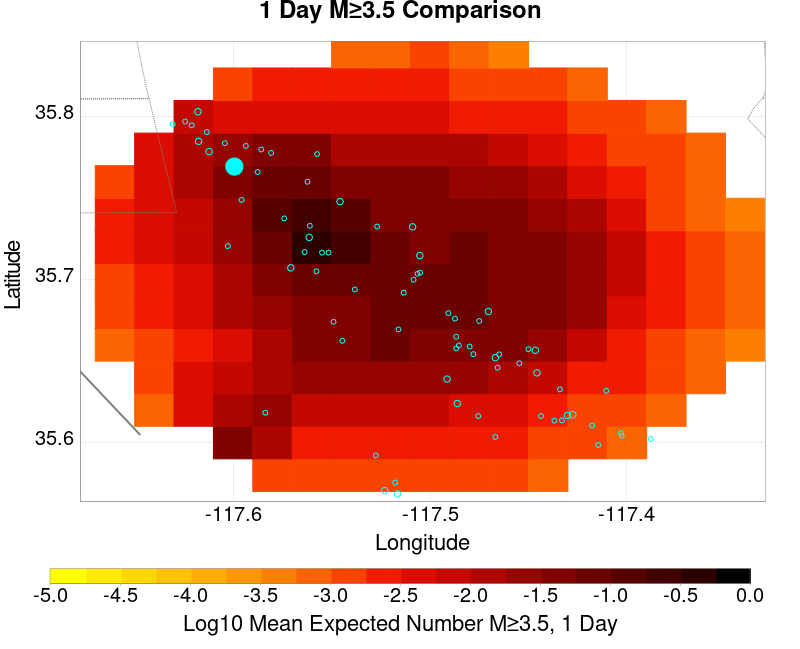 1 Day M≥3.5 Comparison
35.8
35.7
35.6
Latitude
-117.6 -117.5 -117.4
Longitude
-5.0 -4.5 -4.0 -3.5 -3.0 -2.5 -2.0 -1.5 -1.0 -0.5 0.0
Log10 Mean Expected Number M≥3.5, 1 Day